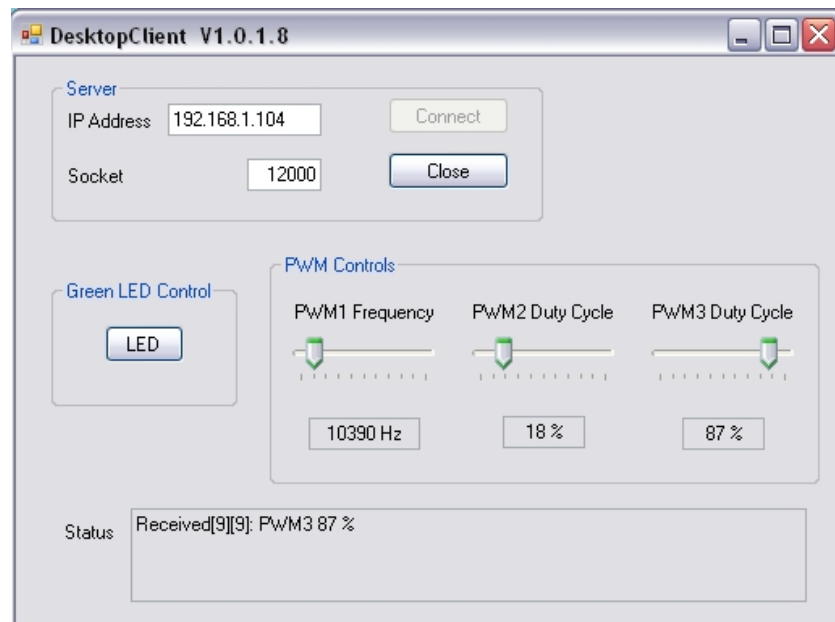 DesktopClient V1.0.1.8
Server
IP Address 192.168.1.104 Connect
Socket 12000 Close
Green LED Control
LED
PWM Controls
PWM1 Frequency PWM2 Duty Cycle PWM3 Duty Cycle
10390 Hz 18 % 87 %
Status Received[9][9]: PWM3 87 %